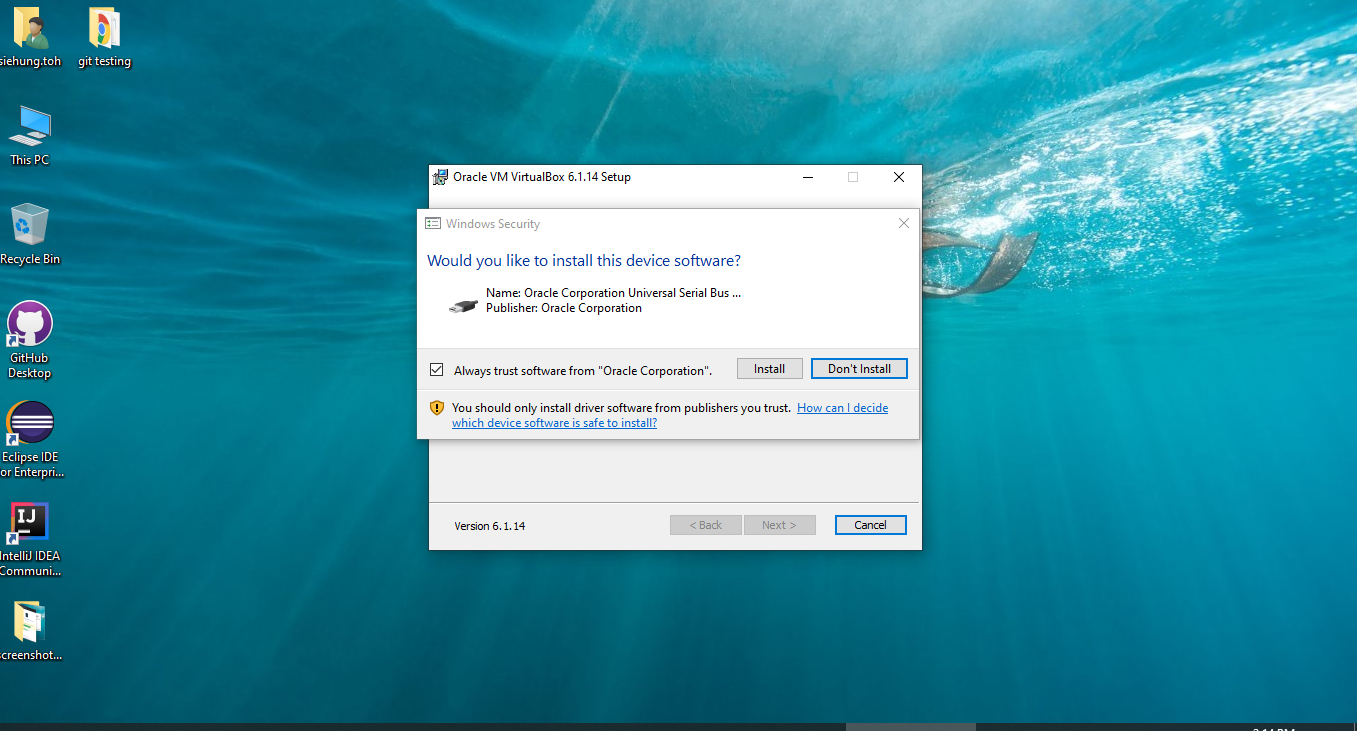 siehung.toh
git testing
This PC
Recycle Bin
GitHub
Desktop
Eclipse IDE
or Enterpri...
IJ
IntelliJ IDEA
Communi...
screenshot...
Oracle VM VirtualBox 6.1.14 Setup
Windows Security
Would you like to install this device software?
Name: Oracle Corporation Universal Serial Bus ...
Publisher: Oracle Corporation
Always trust software from "Oracle Corporation".
Install
Don't Install
You should only install driver software from publishers you trust. How can I decide
which device software is safe to install?
Version 6.1.14
< Back
Next >
Cancel